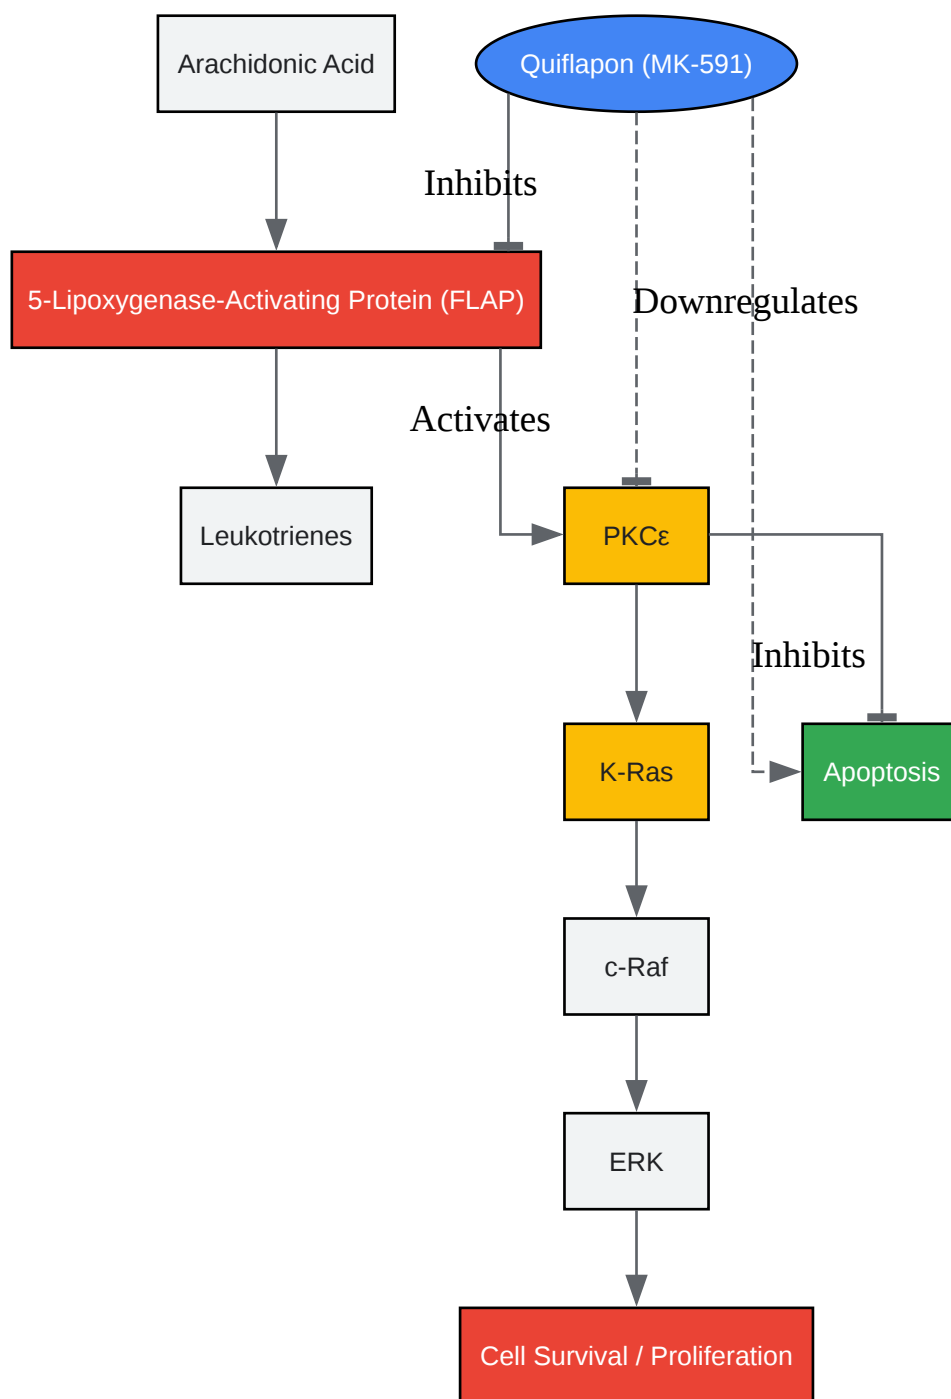 Arachidonic Acid
Quiflapon (MK-591)
Inhibits
5-Lipoxygenase-Activating Protein (FLAP)
Downregulates
Activates
Leukotrienes
PKCε
Inhibits
K-Ras
Apoptosis
c-Raf
ERK
Cell Survival / Proliferation